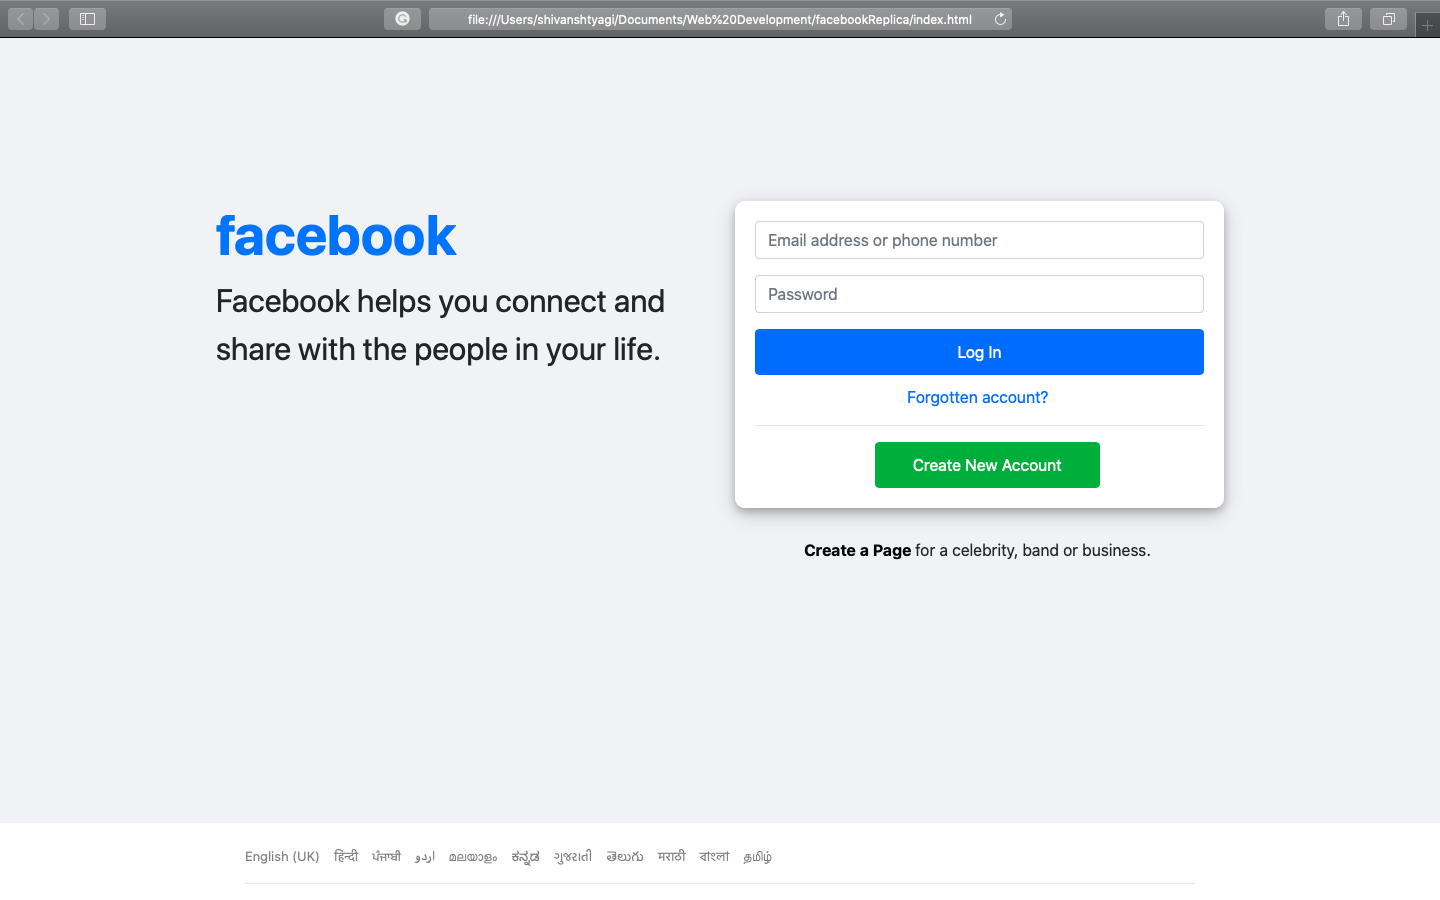 file:///Users/shivanshtyagi/Documents/Web%20Development/facebookReplica/index.html
facebook
Facebook helps you connect and
share with the people in your life.
Email address or phone number
Password
Log In
Forgotten account?
Create New Account
Create a Page for a celebrity, band or business.
English (UK) हिन्दी ਪੰਜਾਬੀ اردو മലയാളം ಕನ್ನಡ ગુજરાતી తెలుగు मराठी বাংলা தமிழ்